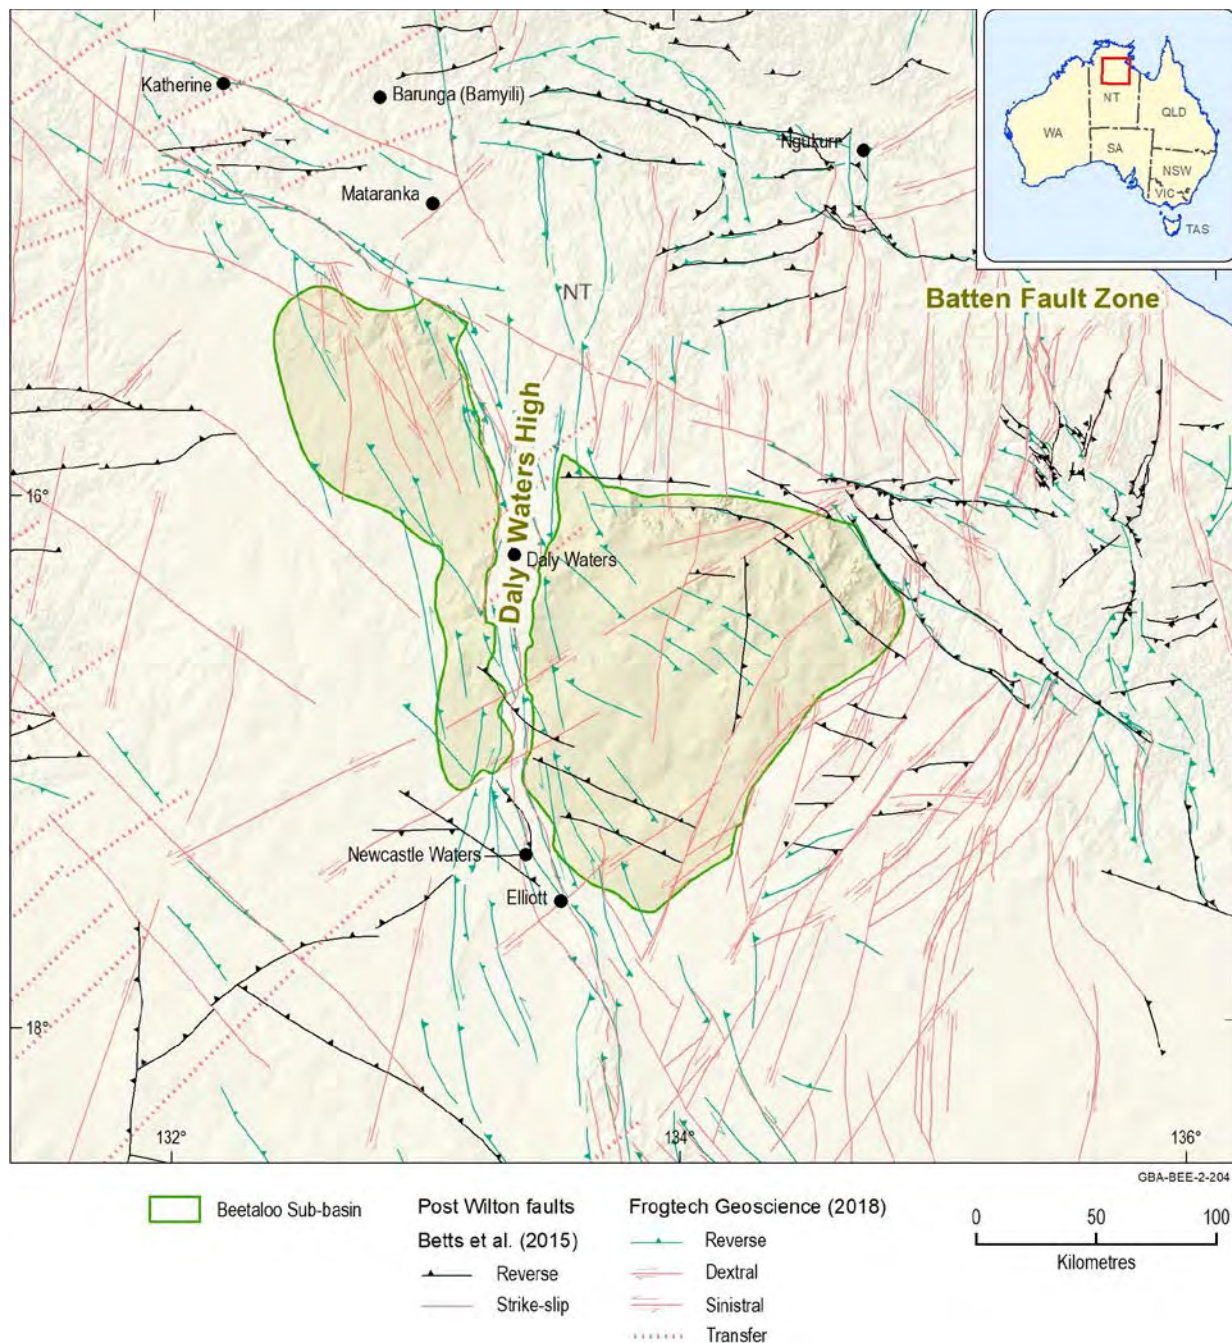 Katherine
Barunga (Bamyili)
Ngukurr
Mataranka
NT
Batten Fault Zone
WA
NT
QLD
SA
NSW
VIC
TAS
Daly Waters High
16°
Daly Waters
Newcastle Waters
Elliott
18°
132°
134°
136°
GBA-BEE-2-204
Beetaloo Sub-basin
Post Wilton faults
Betts et al. (2015)
Reverse
Strike-slip
Frogtech Geoscience (2018)
Reverse
Dextral
Sinistral
Transfer
0 50 100
Kilometres